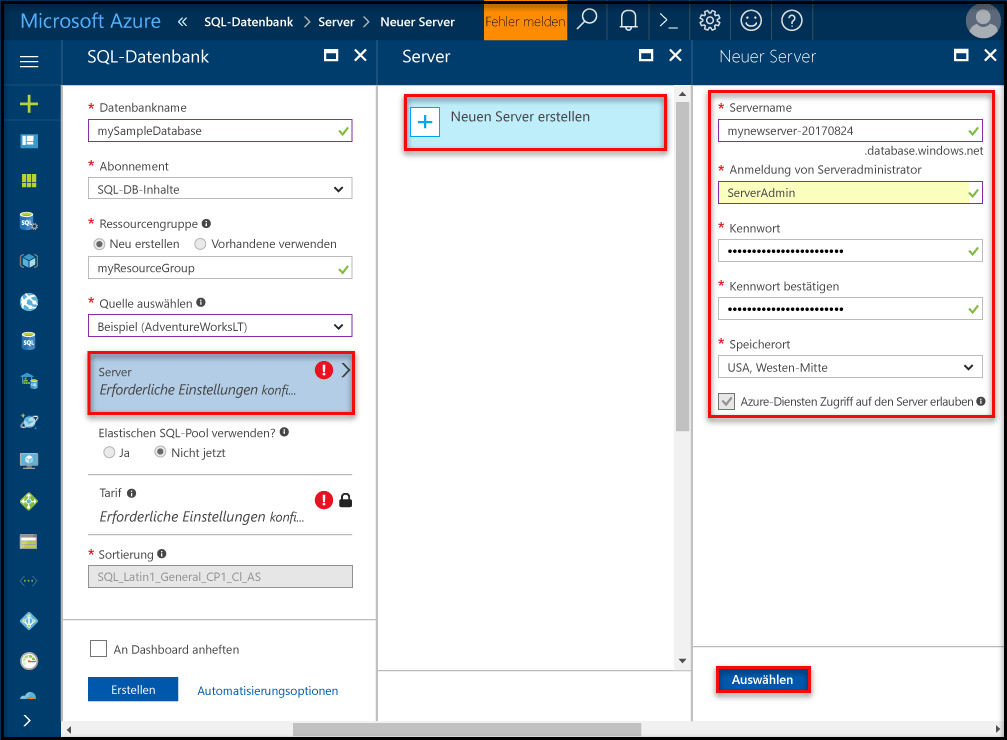 Microsoft Azure « SQL-Datenbank > Server > Neuer Server Fehler melden
SQL-Datenbank
* Datenbankname
mySampleDatabase
* Abonnement
SQL-DB-Inhalte
* Ressourcengruppe
Neu erstellen Vorhandene verwenden
myResourceGroup
* Quelle auswählen
Beispiel (AdventureWorksLT)
Server
Erforderliche Einstellungen konfi...
Elastischen SQL-Pool verwenden?
Ja Nicht jetzt
Tarif
Erforderliche Einstellungen konfi...
* Sortierung
SQL_Latin1_General_CP1_CI_AS
An Dashboard anheften
Erstellen Automatisierungsoptionen
Server
Neuen Server erstellen
Neuer Server
* Servername
mynewserver-20170824
.database.windows.net
* Anmeldung von Serveradministrator
ServerAdmin
* Kennwort
* Kennwort bestätigen
* Speicherort
USA, Westen-Mitte
Azure-Diensten Zugriff auf den Server erlauben
Auswählen
SQL
SQL